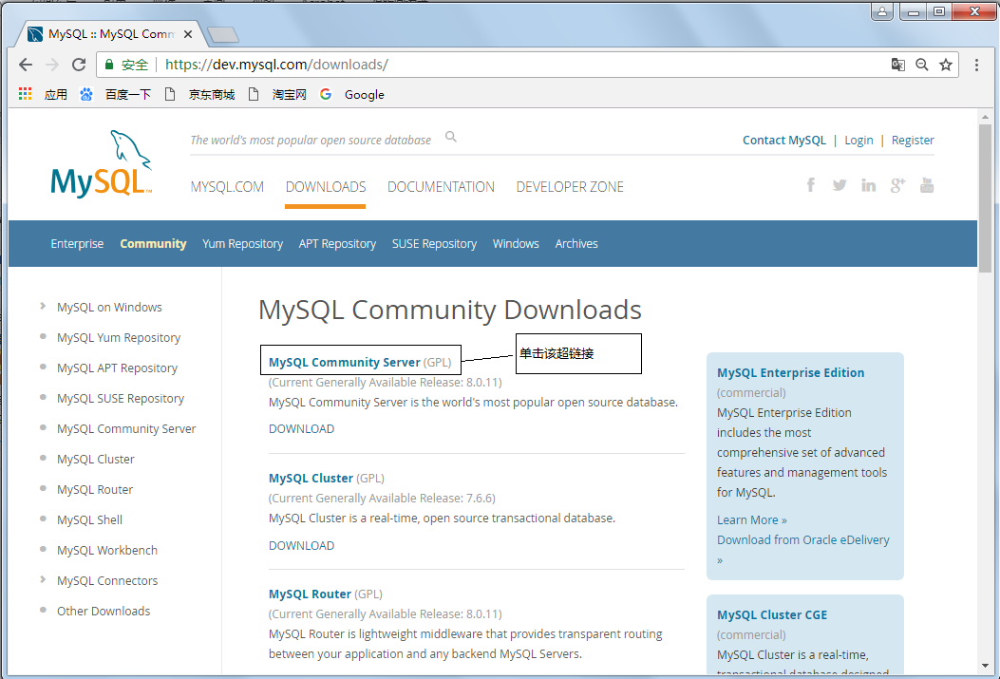 MySQL :: MySQL Comm
安全 https://dev.mysql.com/downloads/
应用 百度一下 京东商城 淘宝网 Google
MySQL™
The world's most popular open source database
Contact MySQL | Login | Register
MYSQL.COM DOWNLOADS DOCUMENTATION DEVELOPER ZONE
Enterprise Community Yum Repository APT Repository SUSE Repository Windows Archives
MySQL on Windows
MySQL Yum Repository
MySQL APT Repository
MySQL SUSE Repository
MySQL Community Server
MySQL Cluster
MySQL Router
MySQL Shell
MySQL Workbench
MySQL Connectors
Other Downloads
MySQL Community Downloads
MySQL Community Server (GPL)
单击该超链接
(Current Generally Available Release: 8.0.11)
MySQL Community Server is the world's most popular open source database.
DOWNLOAD
MySQL Cluster (GPL)
(Current Generally Available Release: 7.6.6)
MySQL Cluster is a real-time, open source transactional database.
DOWNLOAD
MySQL Router (GPL)
(Current Generally Available Release: 8.0.11)
MySQL Router is lightweight middleware that provides transparent routing
between your application and any backend MySQL Servers.
MySQL Enterprise Edition
(commercial)
MySQL Enterprise Edition
includes the most
comprehensive set of advanced
features and management tools
for MySQL.
Learn More »
Download from Oracle eDelivery
»
MySQL Cluster CGE
(commercial)
MySQL Cluster is a real-time,
transactional database designed